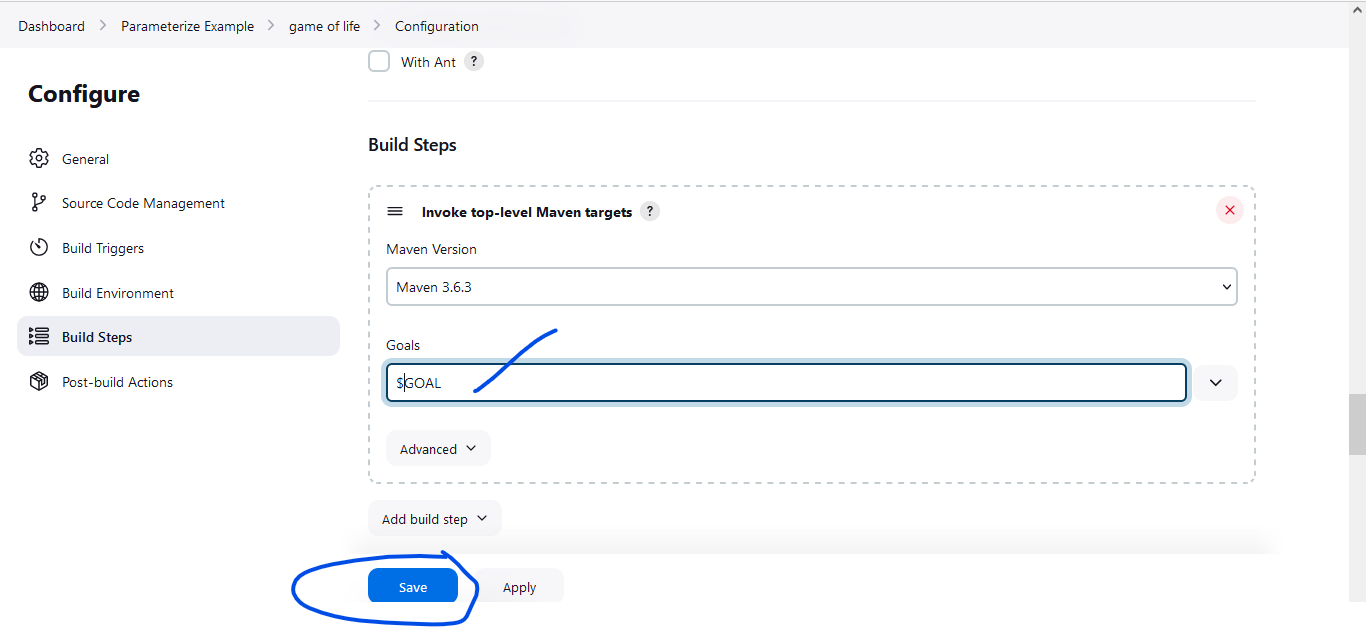 Dashboard > Parameterize Example > game of life > Configuration
With Ant ?
Configure
General
Source Code Management
Build Triggers
Build Environment
Build Steps
Post-build Actions
Build Steps
Invoke top-level Maven targets ?
Maven Version
Maven 3.6.3
Goals
$GOAL
Advanced
Add build step
Save Apply